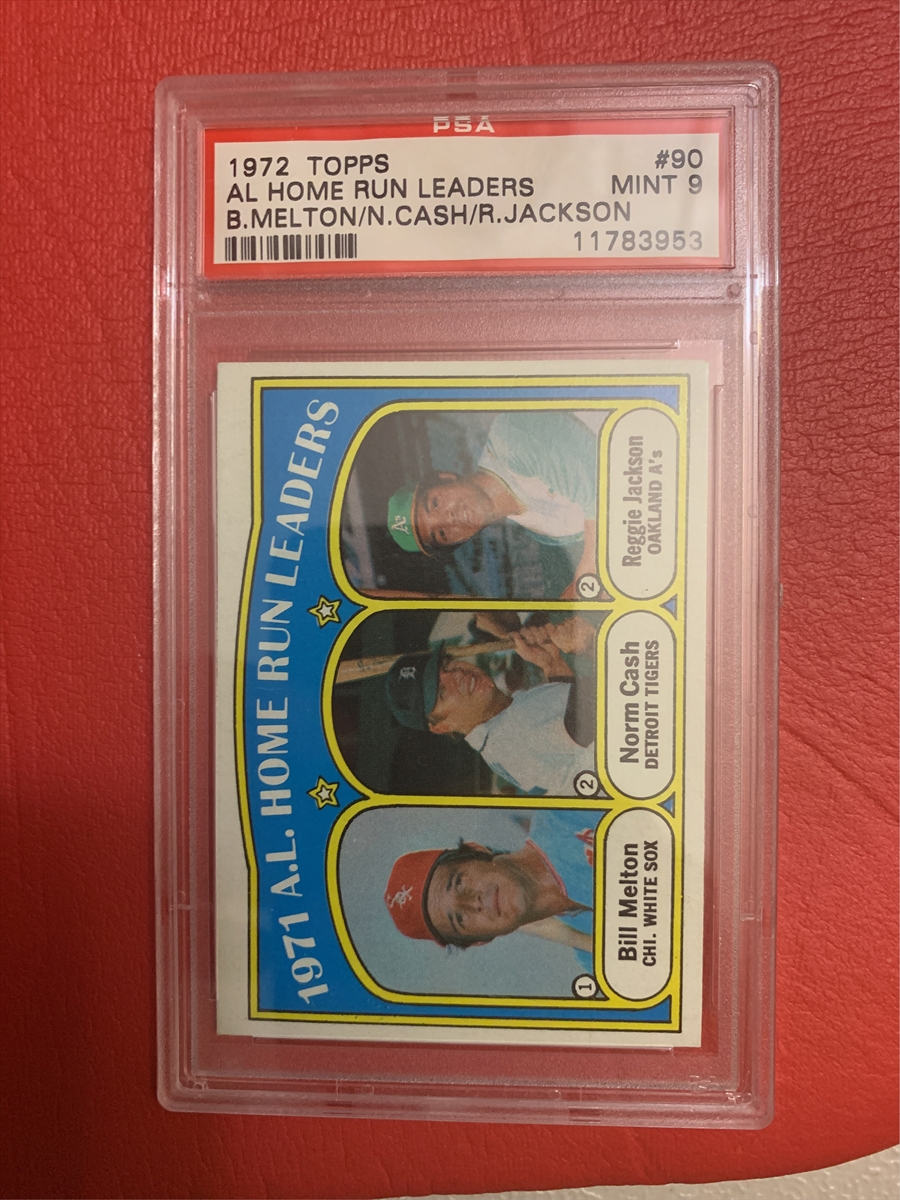 PSA
1972 TOPPS #90
AL HOME RUN LEADERS MINT 9
B.MELTON/N.CASH/R.JACKSON
11783953
1971 A.L. HOME RUN LEADERS
1
Bill Melton
CHI. WHITE SOX
2
Norm Cash
DETROIT TIGERS
2
A's
Reggie Jackson
OAKLAND A's